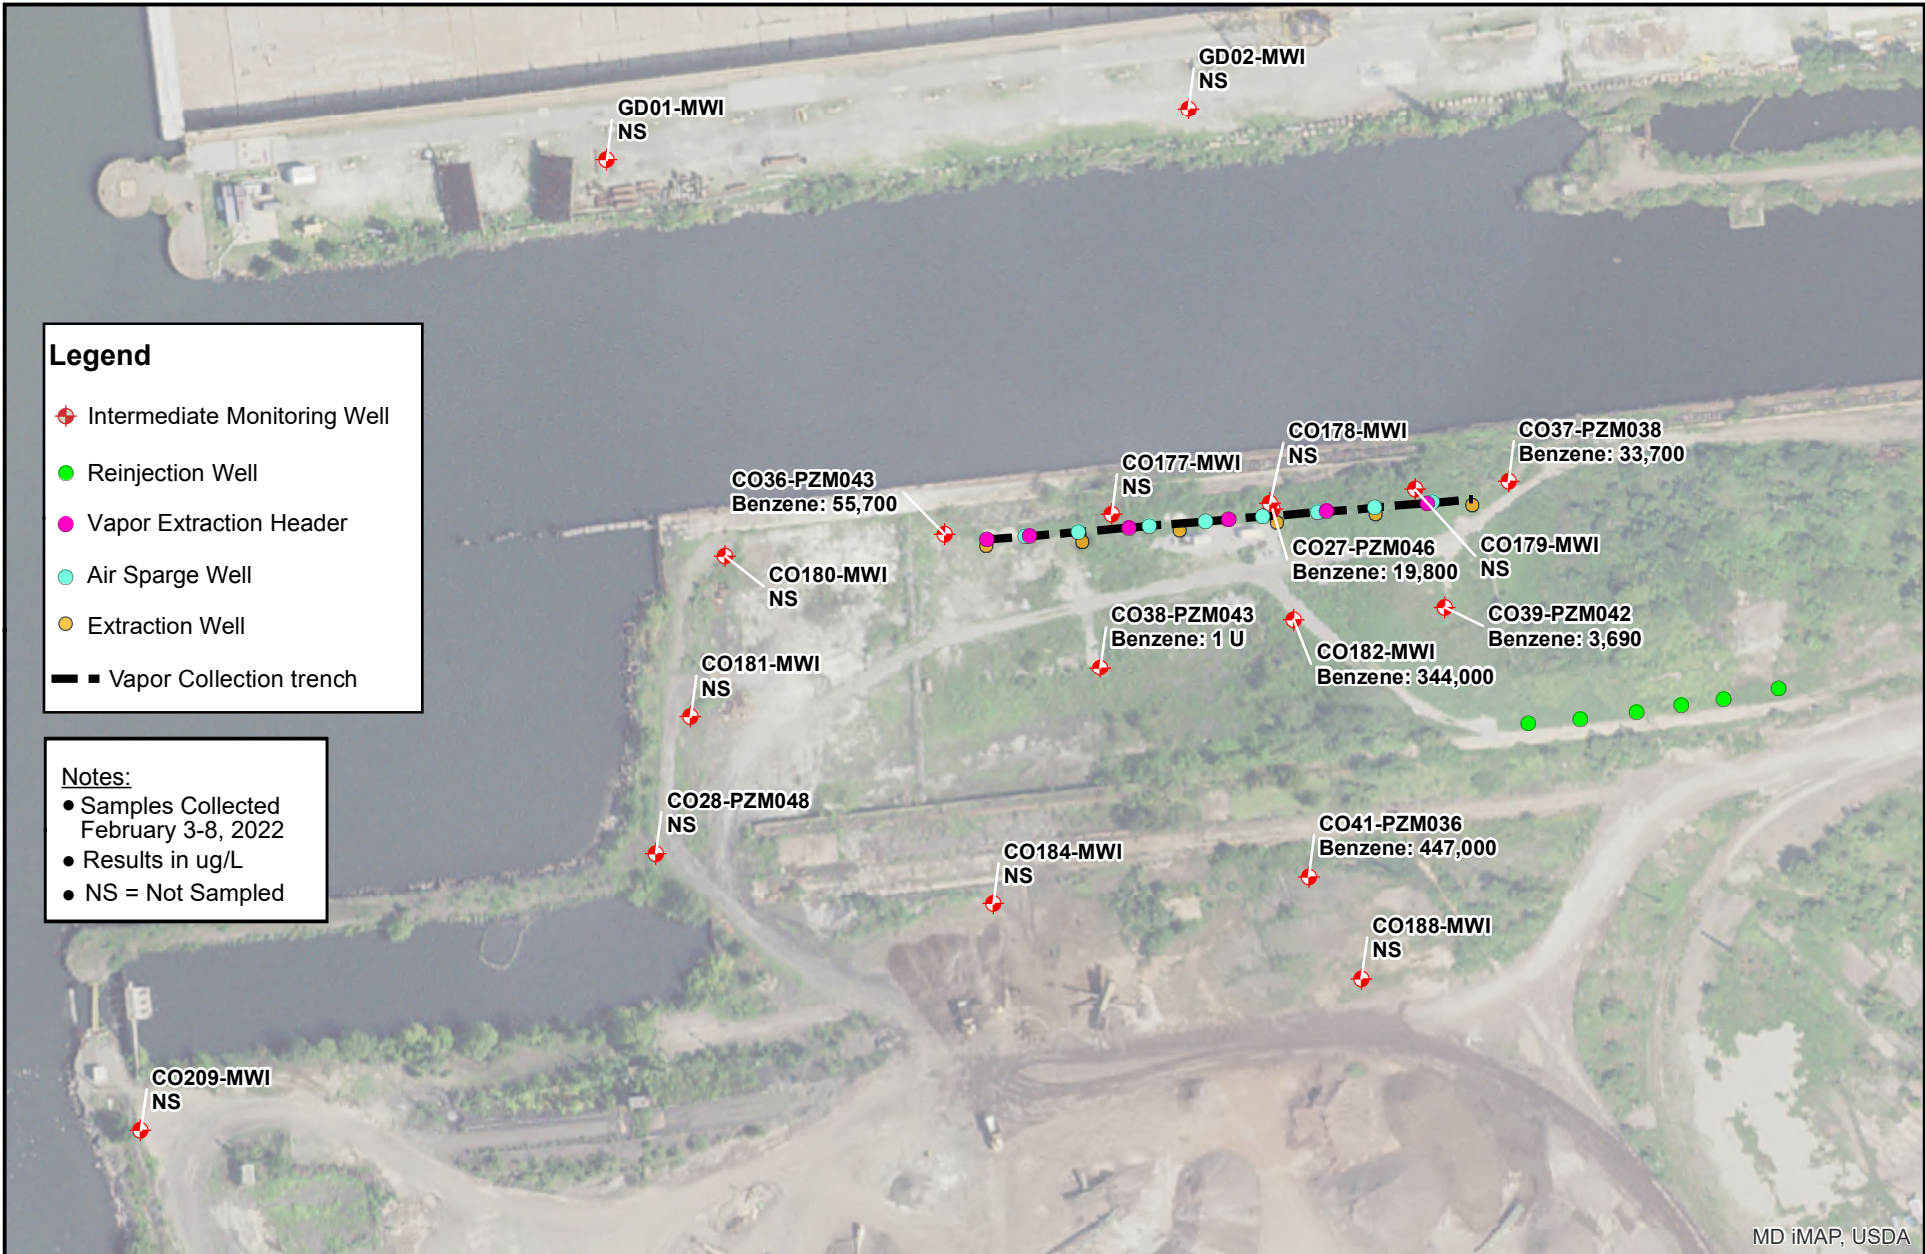 GD02-MWI
NS
GD01-MWI
NS
Legend
Intermediate Monitoring Well
Reinjection Well
Vapor Extraction Header
Air Sparge Well
Extraction Well
Vapor Collection trench
CO178-MWI
NS
CO37-PZM038
Benzene: 33,700
CO177-MWI
NS
CO36-PZM043
Benzene: 55,700
CO27-PZM046
Benzene: 19,800
CO179-MWI
NS
CO180-MWI
NS
CO38-PZM043
Benzene: 1 U
CO39-PZM042
Benzene: 3,690
CO182-MWI
Benzene: 344,000
CO181-MWI
NS
Notes:
• Samples Collected
February 3-8, 2022
• Results in ug/L
• NS = Not Sampled
CO28-PZM048
NS
CO184-MWI
NS
CO41-PZM036
Benzene: 447,000
CO188-MWI
NS
CO209-MWI
NS
MD iMAP, USDA